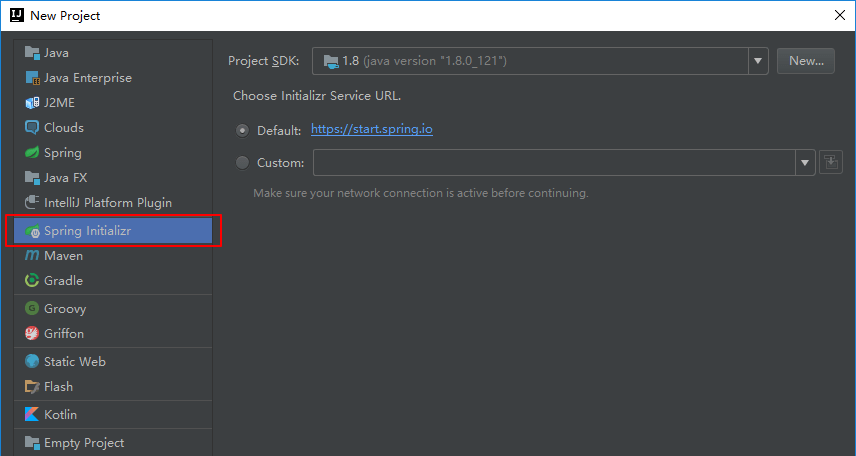 New Project
Java
Java Enterprise
J2ME
Clouds
Spring
Java FX
IntelliJ Platform Plugin
Spring Initializr
Maven
Gradle
Groovy
Griffon
Static Web
Flash
Kotlin
Empty Project
Project SDK: 1.8 (java version "1.8.0_121") New...
Choose Initializr Service URL.
Default: https://start.spring.io
Custom:
Make sure your network connection is active before continuing.